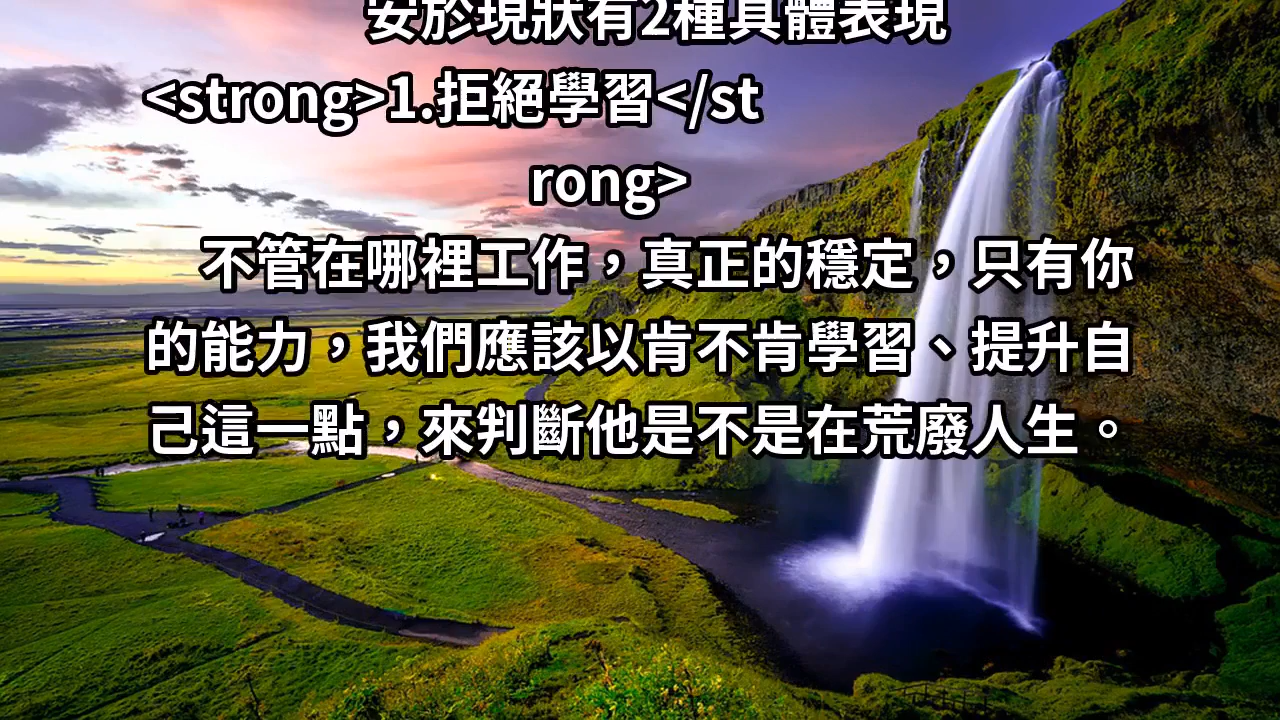 安於現狀有2種具體表現
<strong>1.拒絕學習</st
rong>
不管在哪裡工作，真正的穩定，只有你
的能力，我們應該以肯不肯學習、提升自
己這一點，來判斷他是不是在荒廢人生。